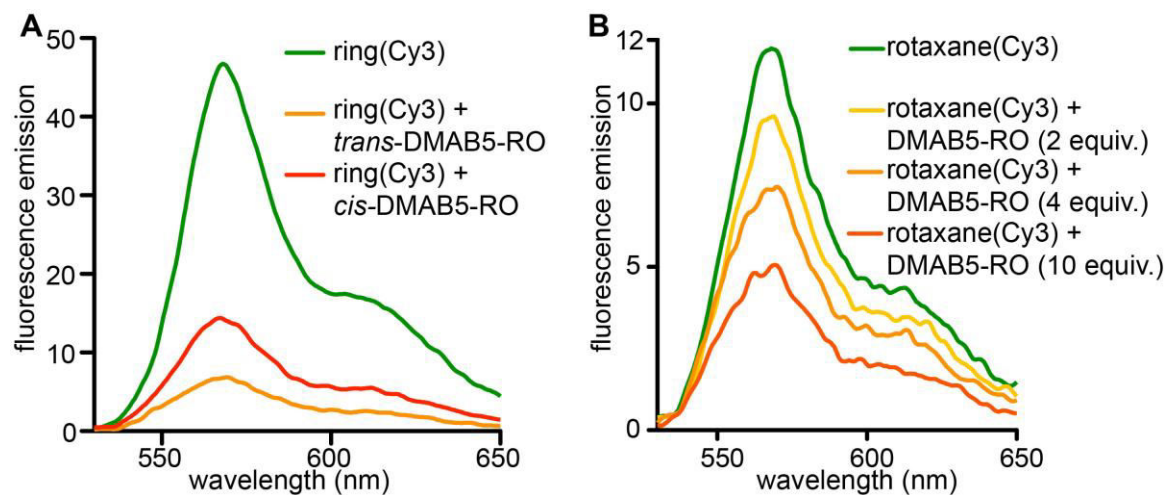 A
50
40
30
20
10
0
fluorescence emission
ring(Cy3)
ring(Cy3) +
trans-DMAB5-RO
ring(Cy3) +
cis-DMAB5-RO
550
600
650
wavelength (nm)
B
12
10
5
0
fluorescence emission
rotaxane(Cy3)
rotaxane(Cy3) +
DMAB5-RO (2 equiv.)
rotaxane(Cy3) +
DMAB5-RO (4 equiv.)
rotaxane(Cy3) +
DMAB5-RO (10 equiv.)
550
600
650
wavelength (nm)